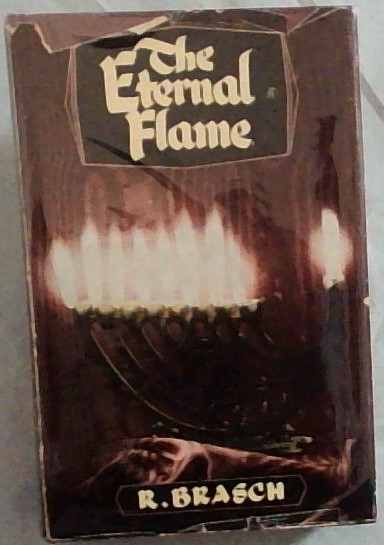 The
Eternal
Flame
R. BRASCH